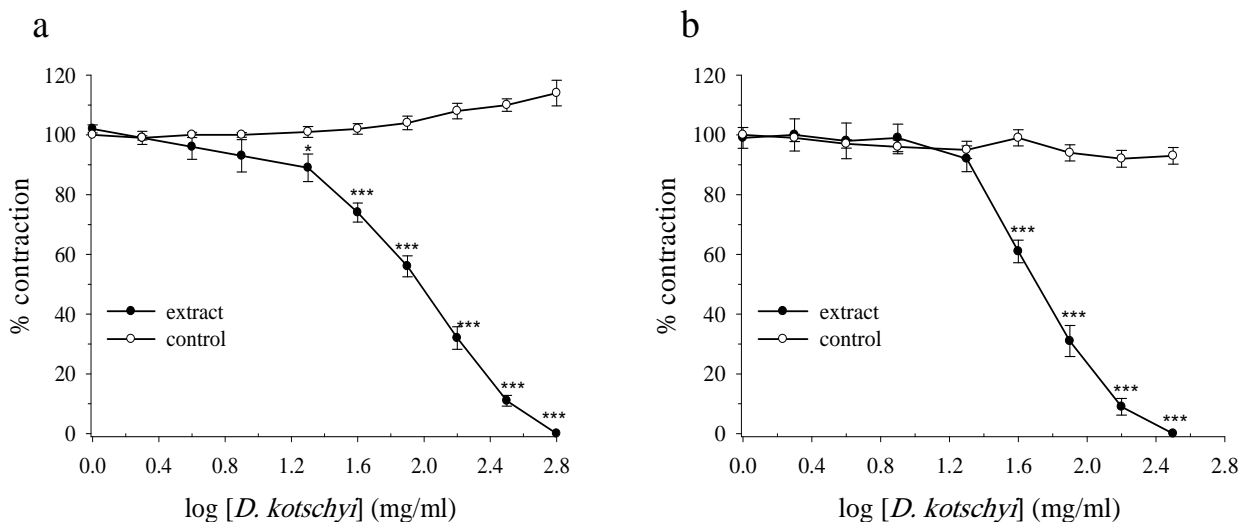 a
120
100
80
60
40
20
0
% contraction
*
***
***
***
***
***
extract
control
0.0 0.4 0.8 1.2 1.6 2.0 2.4 2.8
log [D. kotschyi] (mg/ml)
b
120
100
80
60
40
20
0
% contraction
***
***
***
***
extract
control
0.0 0.4 0.8 1.2 1.6 2.0 2.4 2.8
log [D. kotschyi] (mg/ml)